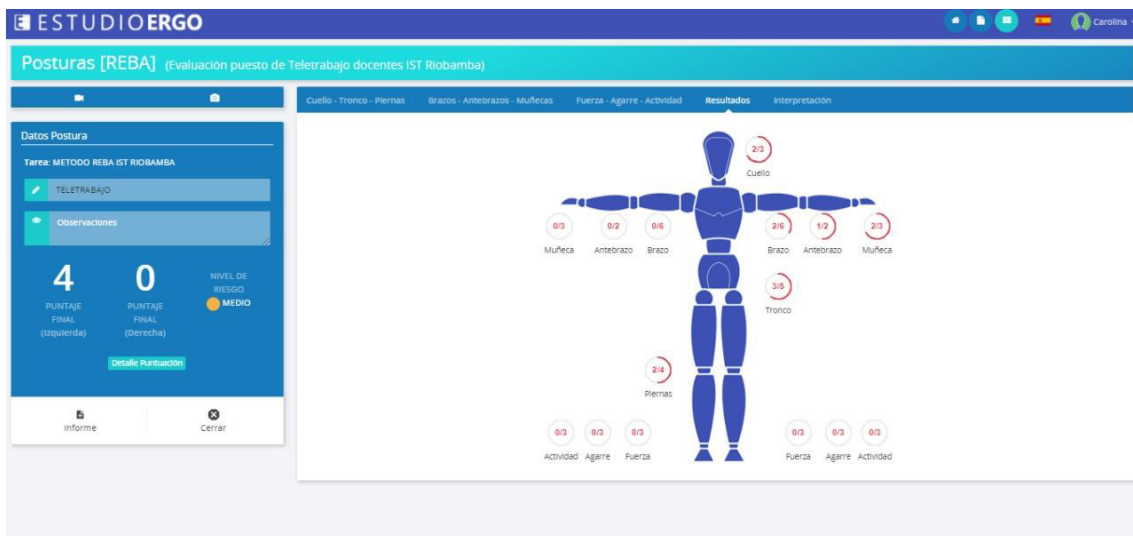 ESTUDIOERGO
Carolina
Posturas [REBA] (Evaluación puesto de Teletrabajo docentes IST Riobamba)
Datos Postura
Tarea: METODO REBA IST RIOBAMBA
TELETRABAJO
Observaciones
4
PUNTAJE
FINAL
(Izquierda)
0
PUNTAJE
FINAL
(Derecha)
NIVEL DE
RIESGO
MEDIO
Detalle Puntuación
Informe
Cerrar
Cuello - Tronco - Piernas Brazos - Antebrazos - Muñecas Fuerza - Agarre - Actividad Resultados Interpretación
2/3
Cuello
0/3 0/2 0/6 2/6 1/2 2/3
Muñeca Antebrazo Brazo Brazo Antebrazo Muñeca
3/5
Tronco
2/4
Piernas
0/3 0/3 0/3 0/3 0/3 0/3
Actividad Agarre Fuerza Fuerza Agarre Actividad